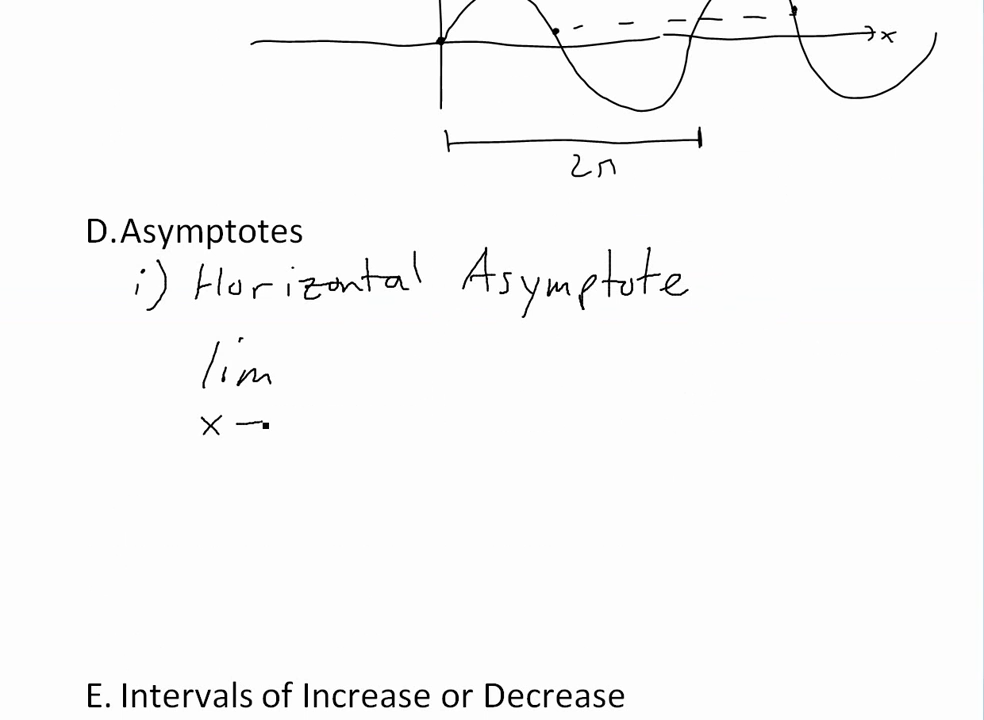 x
2π
D. Asymptotes
i) Horizontal Asymptote
lim
x –
E. Intervals of Increase or Decrease